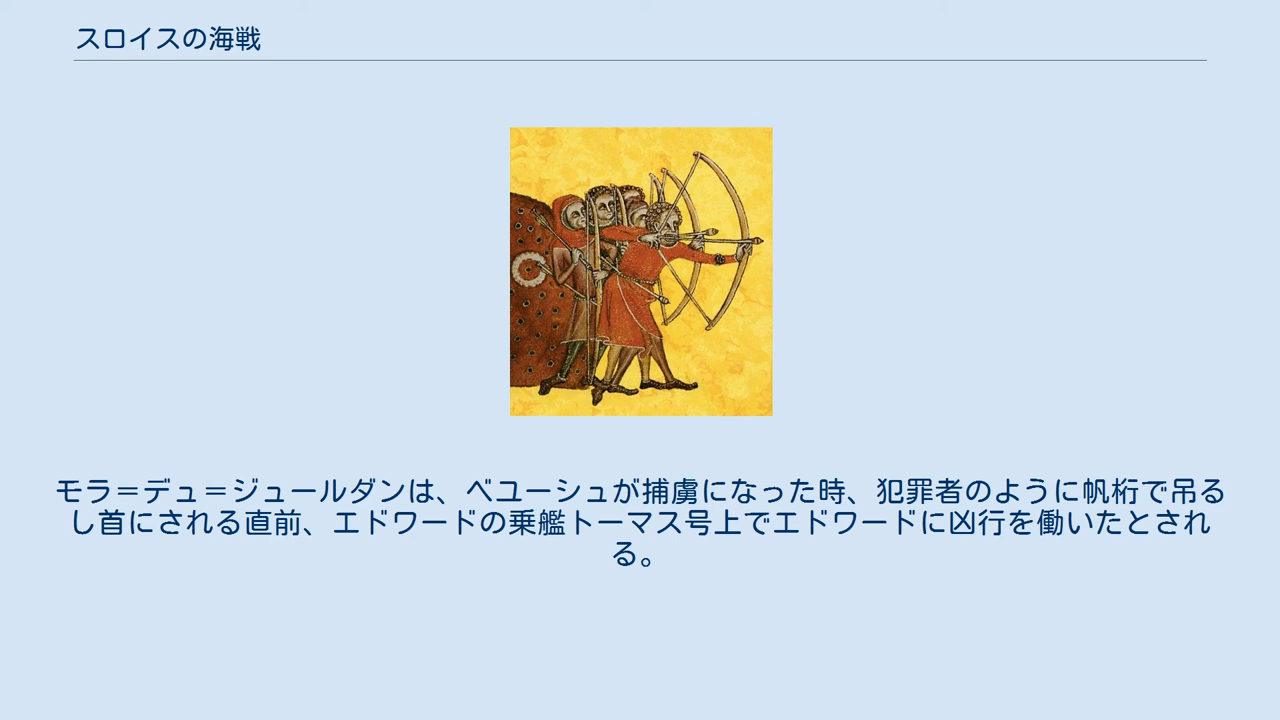 スロイスの海戦
モラ＝デュ＝ジュールダンは、ベユーシュが捕虜になった時、犯罪者のように帆桁で吊る
し首にされる直前、エドワードの乗艦トーマス号上でエドワードに凶行を働いたとされ
る。